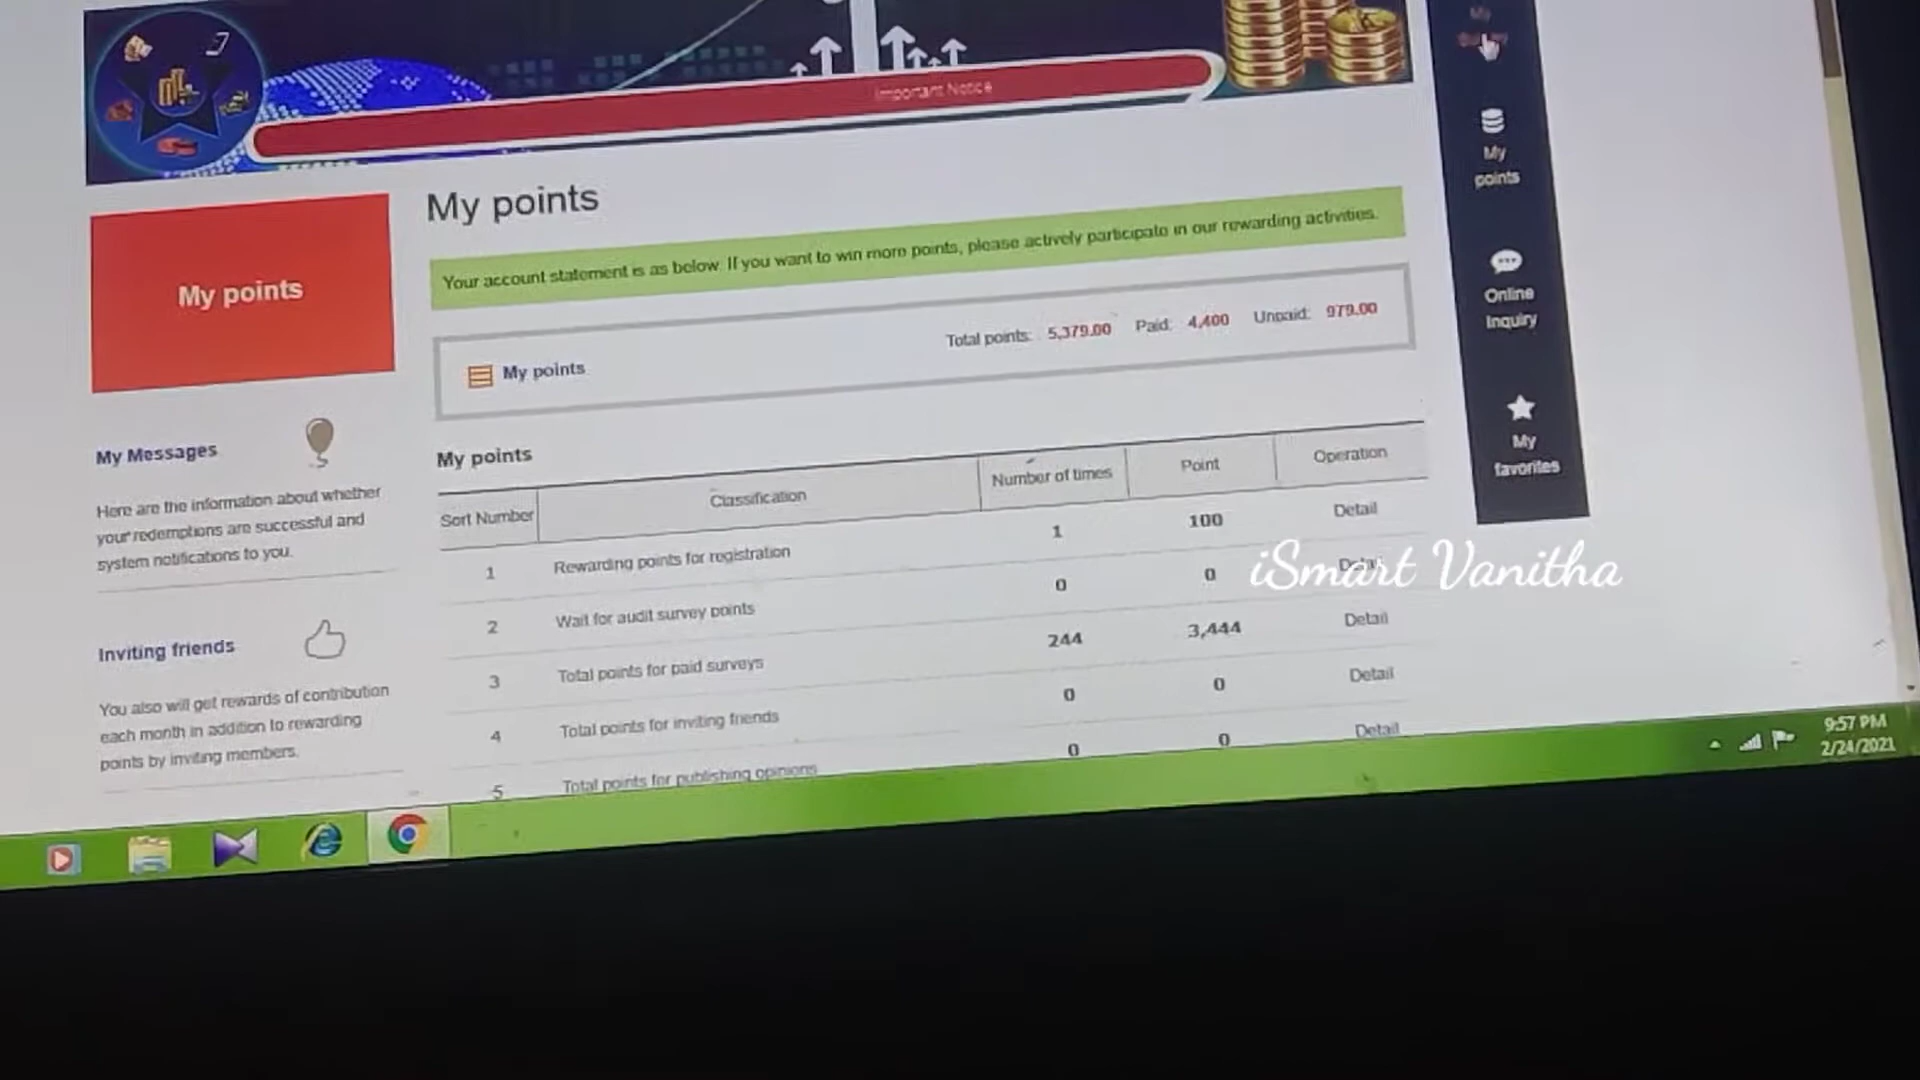 Important Notice
My
My
points
Online
Inquiry
My
favorites
My points
My points
Your account statement is as below. If you want to win more points, please actively participate in our rewarding activities.
My points
Total points: 5,379.00 Paid: 4,400 Unpaid: 979.00
My Messages
Here are the information about whether
your redemptions are successful and
system notifications to you.
Inviting friends
You also will get rewards of contribution
each month in addition to rewarding
points by inviting members.
My points
Sort Number Classification Number of times Point Operation
1 Rewarding points for registration 1 100 Detail
2 Wait for audit survey points 0 0 Detail
3 Total points for paid surveys 244 3,444 Detail
4 Total points for inviting friends 0 0 Detail
5 Total points for publishing opinions 0 0 Detail
iSmart Vanitha
9:57 PM
2/24/2021